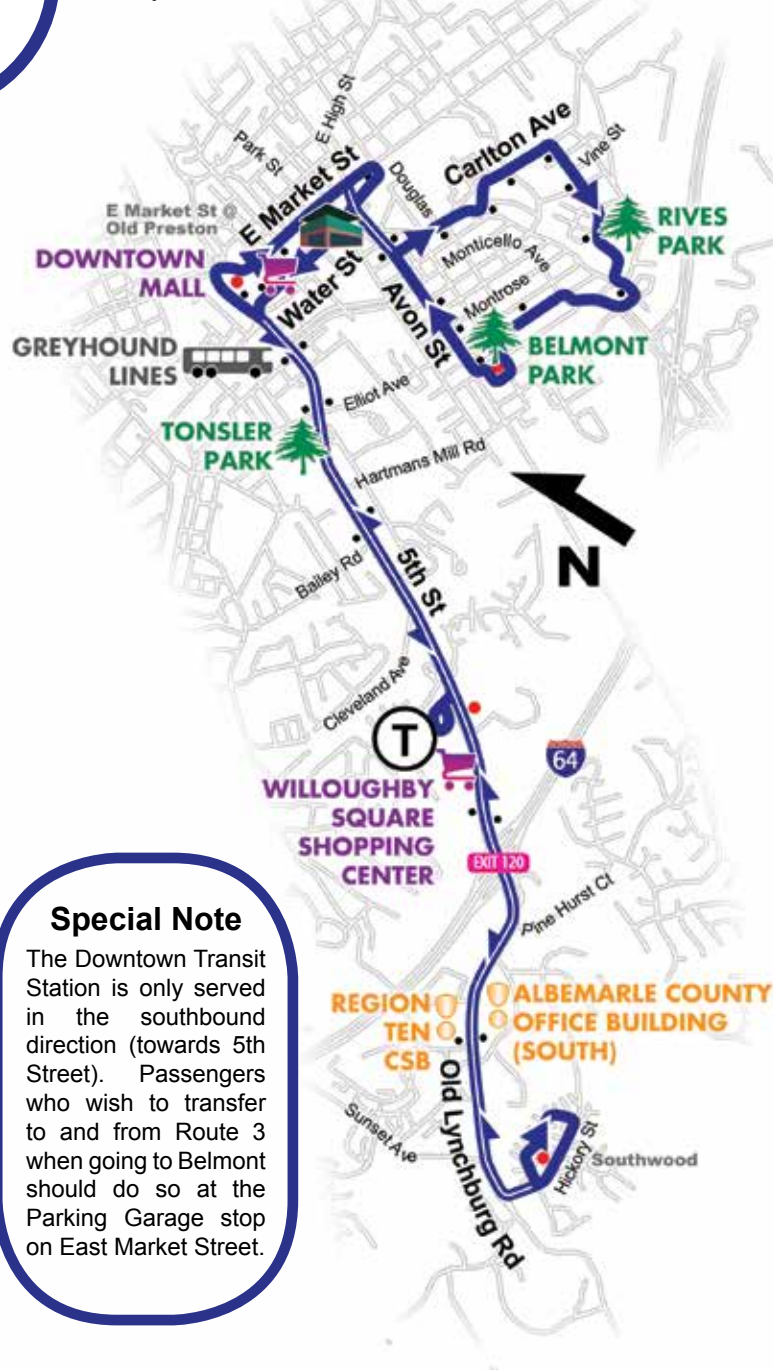 E High St
Park St
E Market St
Douglas
Carlton Ave
Vine St
E Market St @
Old Preston
RIVES
PARK
DOWNTOWN
MALL
Monticello Ave
Water St
Avon St
Montrose
GREYHOUND
LINES
BELMONT
PARK
Elliot Ave
TONSLER
PARK
Hartmans Mill Rd
N
Bailey Rd
5th St
Cleveland Ave
T
64
WILLOUGHBY
SQUARE
SHOPPING
CENTER
EXIT 120
Pine Hurst Ct
Special Note
The Downtown Transit
Station is only served
in the southbound
direction (towards 5th
Street). Passengers
who wish to transfer
to and from Route 3
when going to Belmont
should do so at the
Parking Garage stop
on East Market Street.
REGION
TEN
CSB
ALBEMARLE COUNTY
OFFICE BUILDING
(SOUTH)
Old Lynchburg Rd
Sunset Ave
Hickory St
Southwood